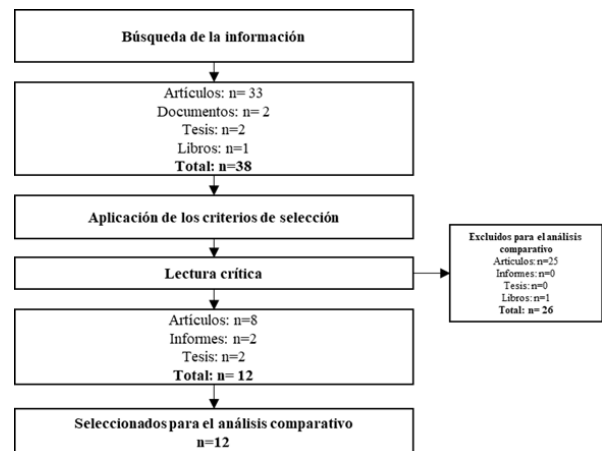 Búsqueda de la información
Artículos: n= 33
Documentos: n= 2
Tesis: n=2
Libros: n=1
Total: n=38
Aplicación de los criterios de selección
Lectura crítica
Excluidos para el análisis
comparativo
Artículos: n=25
Informes: n=0
Tesis: n=0
Libros: n=1
Total: n= 26
Artículos: n=8
Informes: n=2
Tesis: n=2
Total: n= 12
Seleccionados para el análisis comparativo
n=12